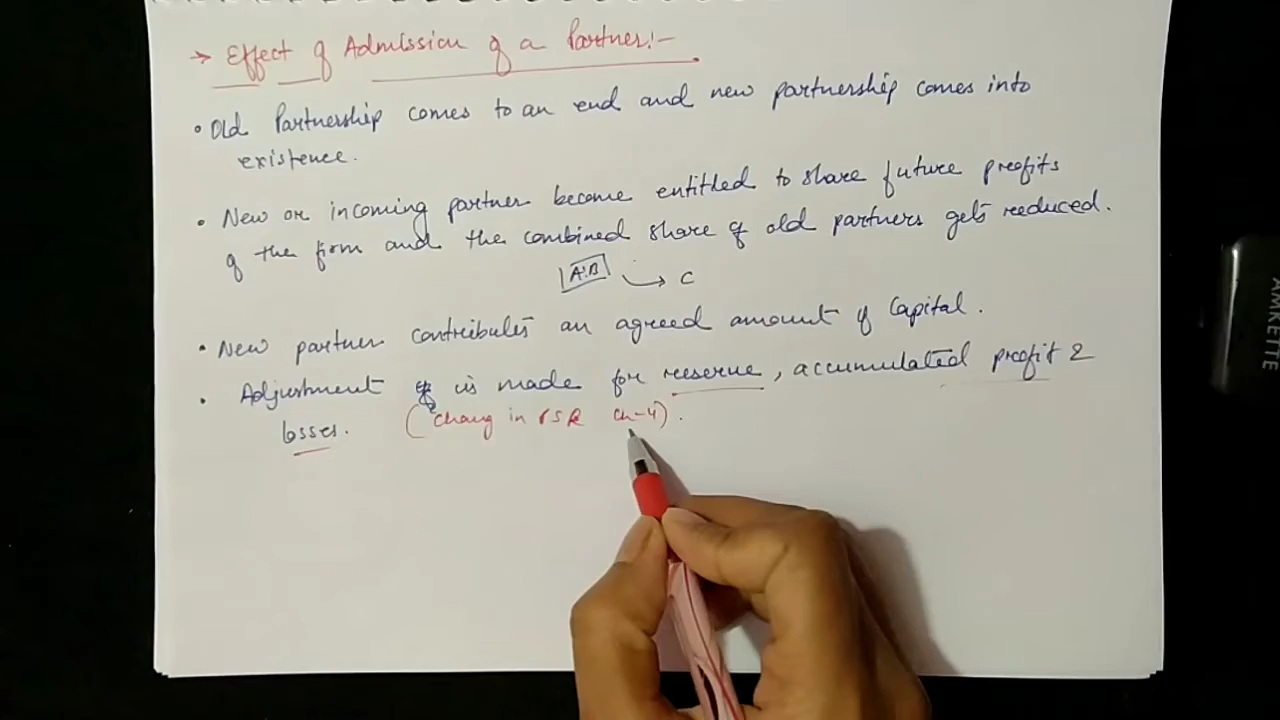 → Effect of Admission of a Partner:-
• Old Partnership comes to an end and new partnership comes into
existence.
• New or incoming partner become entitled to share future profits
of the firm and the combined share of old partners gets reduced.
A:B → C
• New partner contributes an agreed amount of Capital.
• Adjustment is made for reserve, accumulated profit &
losses. (Chang in PSR Ch-4).
AMKETTE